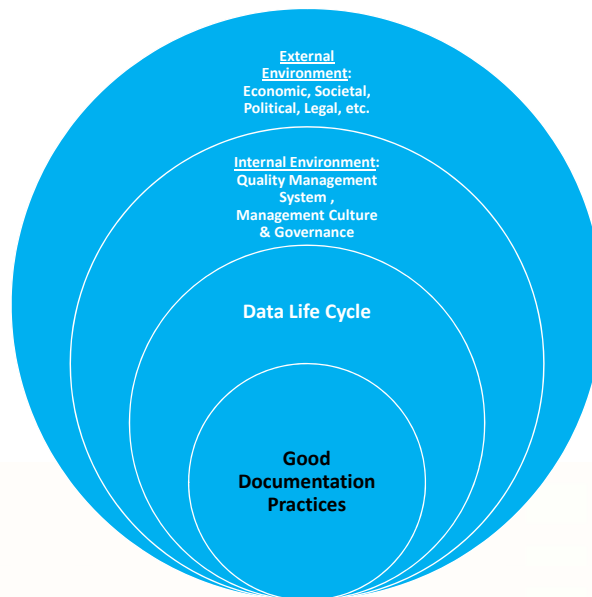 External
Environment:
Economic, Societal,
Political, Legal, etc.
Internal Environment:
Quality Management
System ,
Management Culture
& Governance
Data Life Cycle
Good
Documentation
Practices